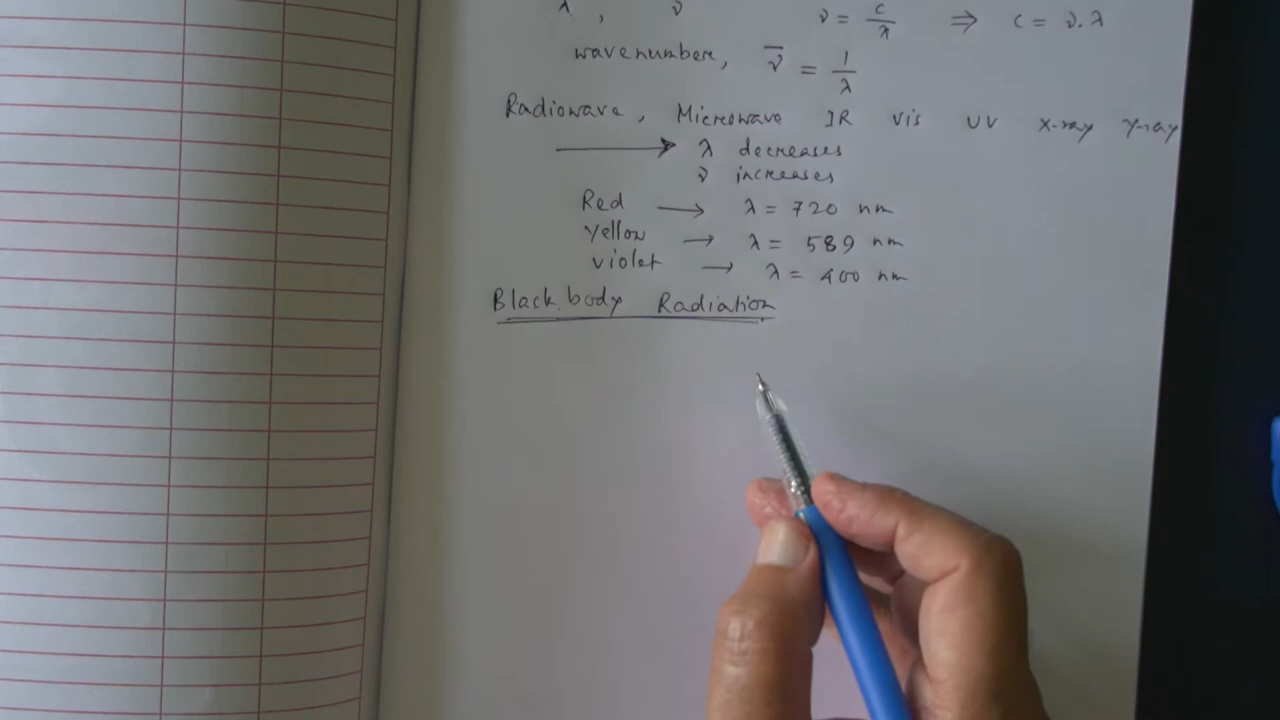 λ, ν ν = c/λ ⇒ c = ν.λ
wavenumber, ν̅ = 1/λ
Radiowave, Microwave IR Vis UV X-ray γ-ray
⟶ λ decreases
ν increases
Red ⟶ λ = 720 nm
Yellow ⟶ λ = 589 nm
violet ⟶ λ = 400 nm
Black body Radiation